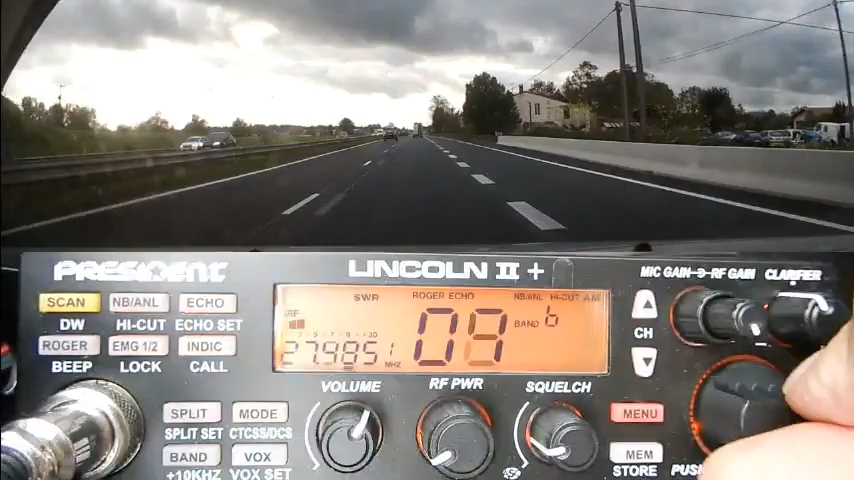 PRESIDENT
LINCOLN II +
MIC GAIN RF GAIN CLARIFIER
SCAN NB/ANL ECHO
DW HI-CUT ECHO SET
ROGER EMG 1/2 INDIC
BEEP LOCK CALL
SWR ROGER ECHO NB/ANL HI-CUT AM
RF
09 BAND b
27.985 MHZ
CH
VOLUME RF PWR SQUELCH
SPLIT MODE
SPLIT SET CTCSS/DCS
BAND VOX
+10KHZ VOX SET
MENU
MEM
STORE
PUSH